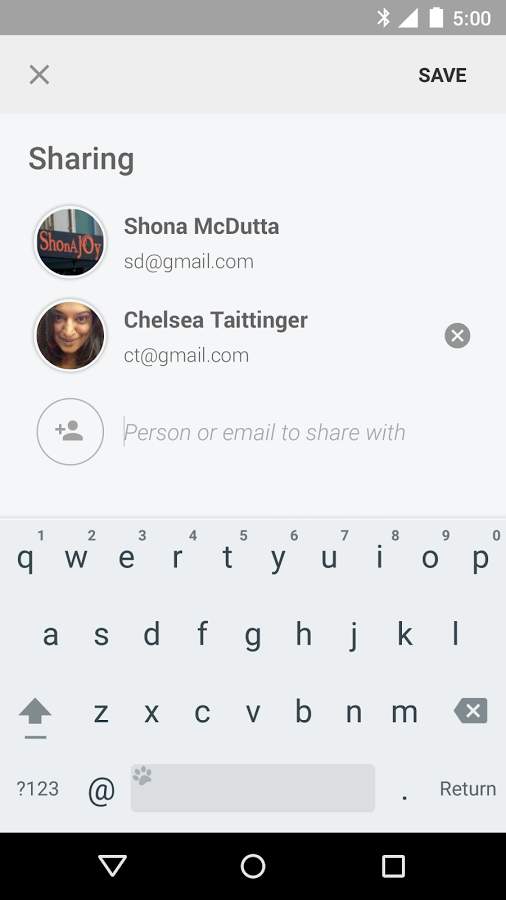 5:00
SAVE
Sharing
ShonAJOy
Shona McDutta
sd@gmail.com
Chelsea Taittinger
ct@gmail.com
Person or email to share with
1 2 3 4 5 6 7 8 9 0
q w e r t y u i o p
a s d f g h j k l
z x c v b n m
?123 @ . Return